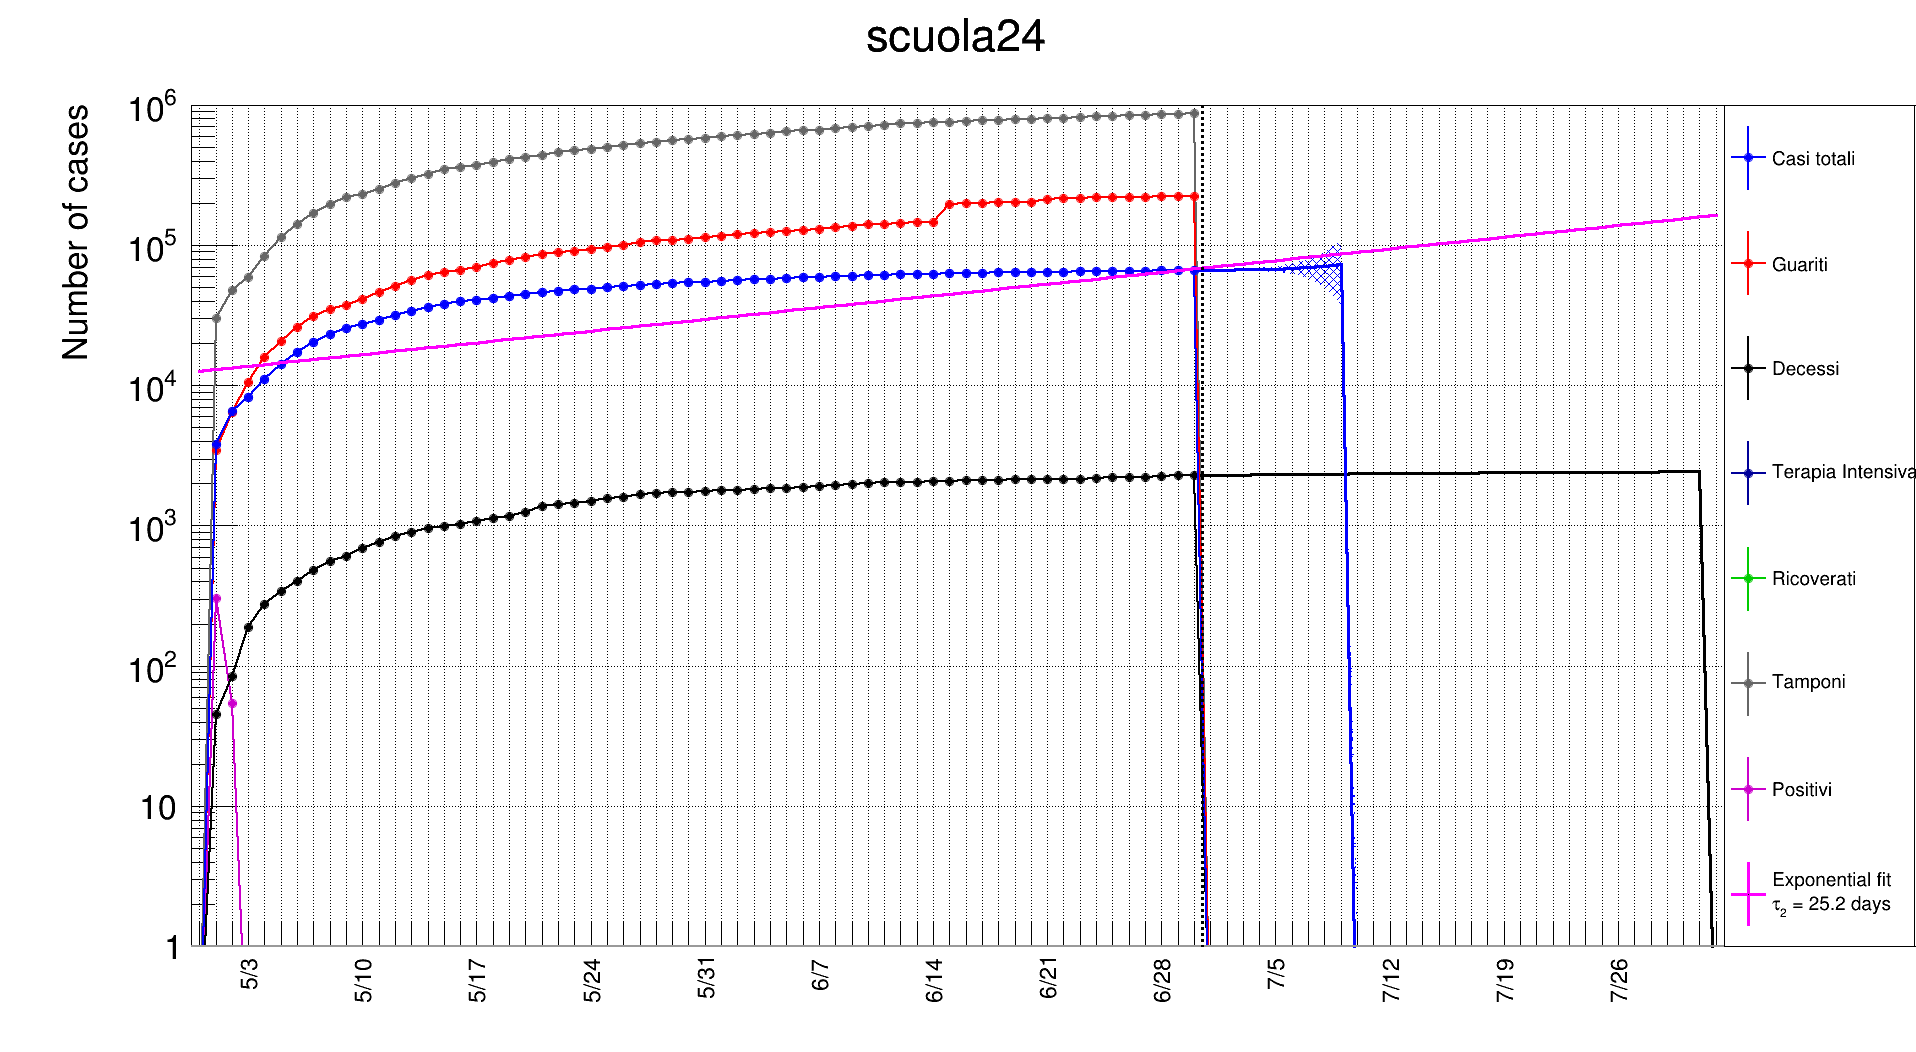 scuola24
Number of cases
10^6
10^5
10^4
10^3
10^2
10
1
5/3
5/10
5/17
5/24
5/31
6/7
6/14
6/21
6/28
7/5
7/12
7/19
7/26
Casi totali
Guariti
Decessi
Terapia Intensiva
Ricoverati
Tamponi
Positivi
Exponential fit
τ_2 = 25.2 days